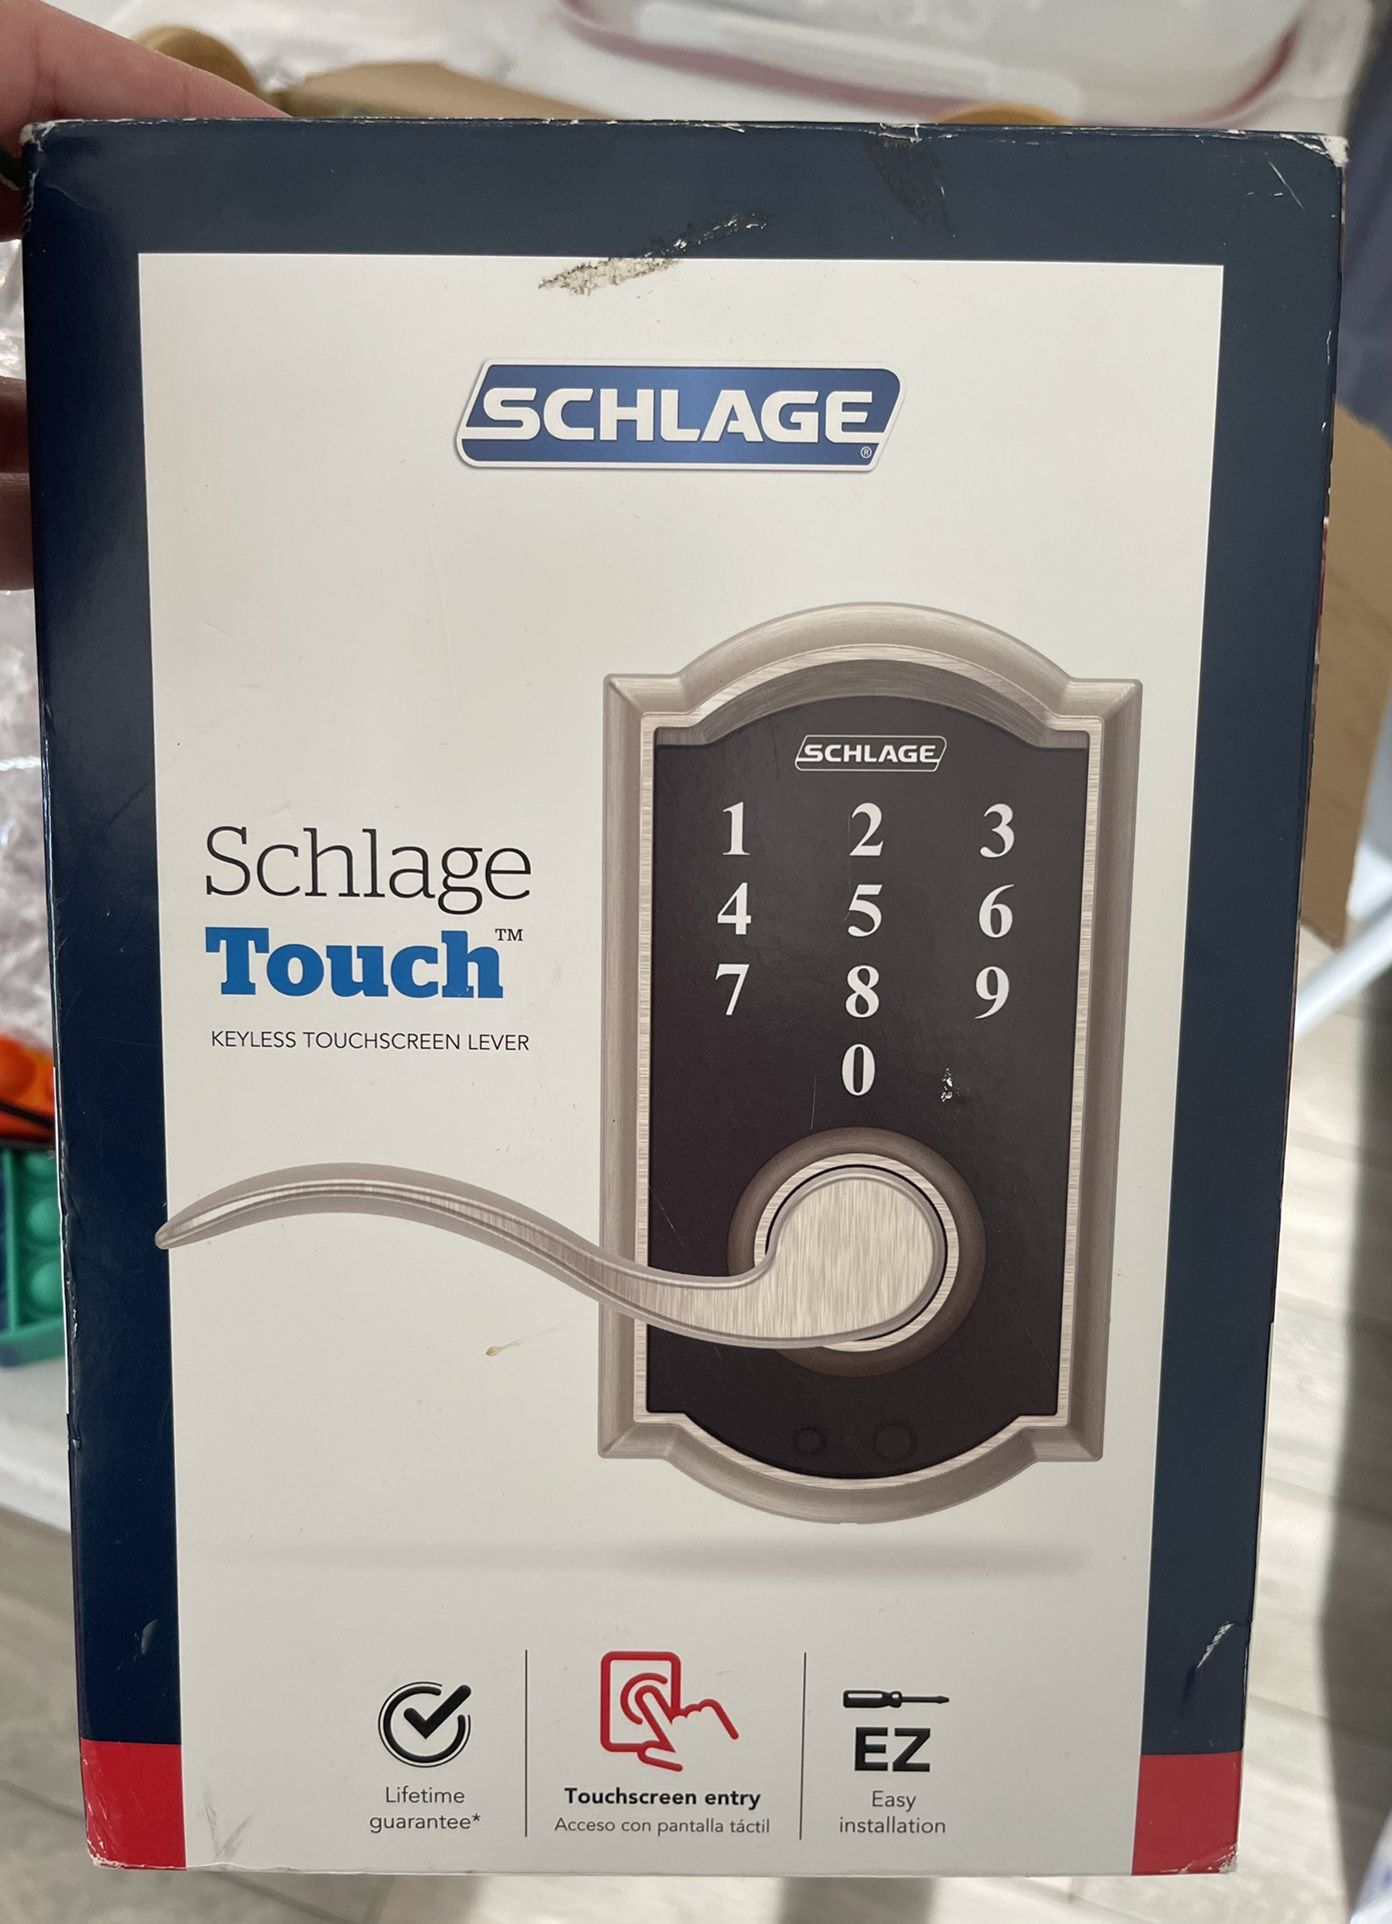 SCHLAGE®
SCHLAGE
1 2 3
4 5 6
7 8 9
0
Schlage
Touch™
KEYLESS TOUCHSCREEN LEVER
Lifetime
guarantee*
Touchscreen entry
Acceso con pantalla táctil
EZ
Easy
installation